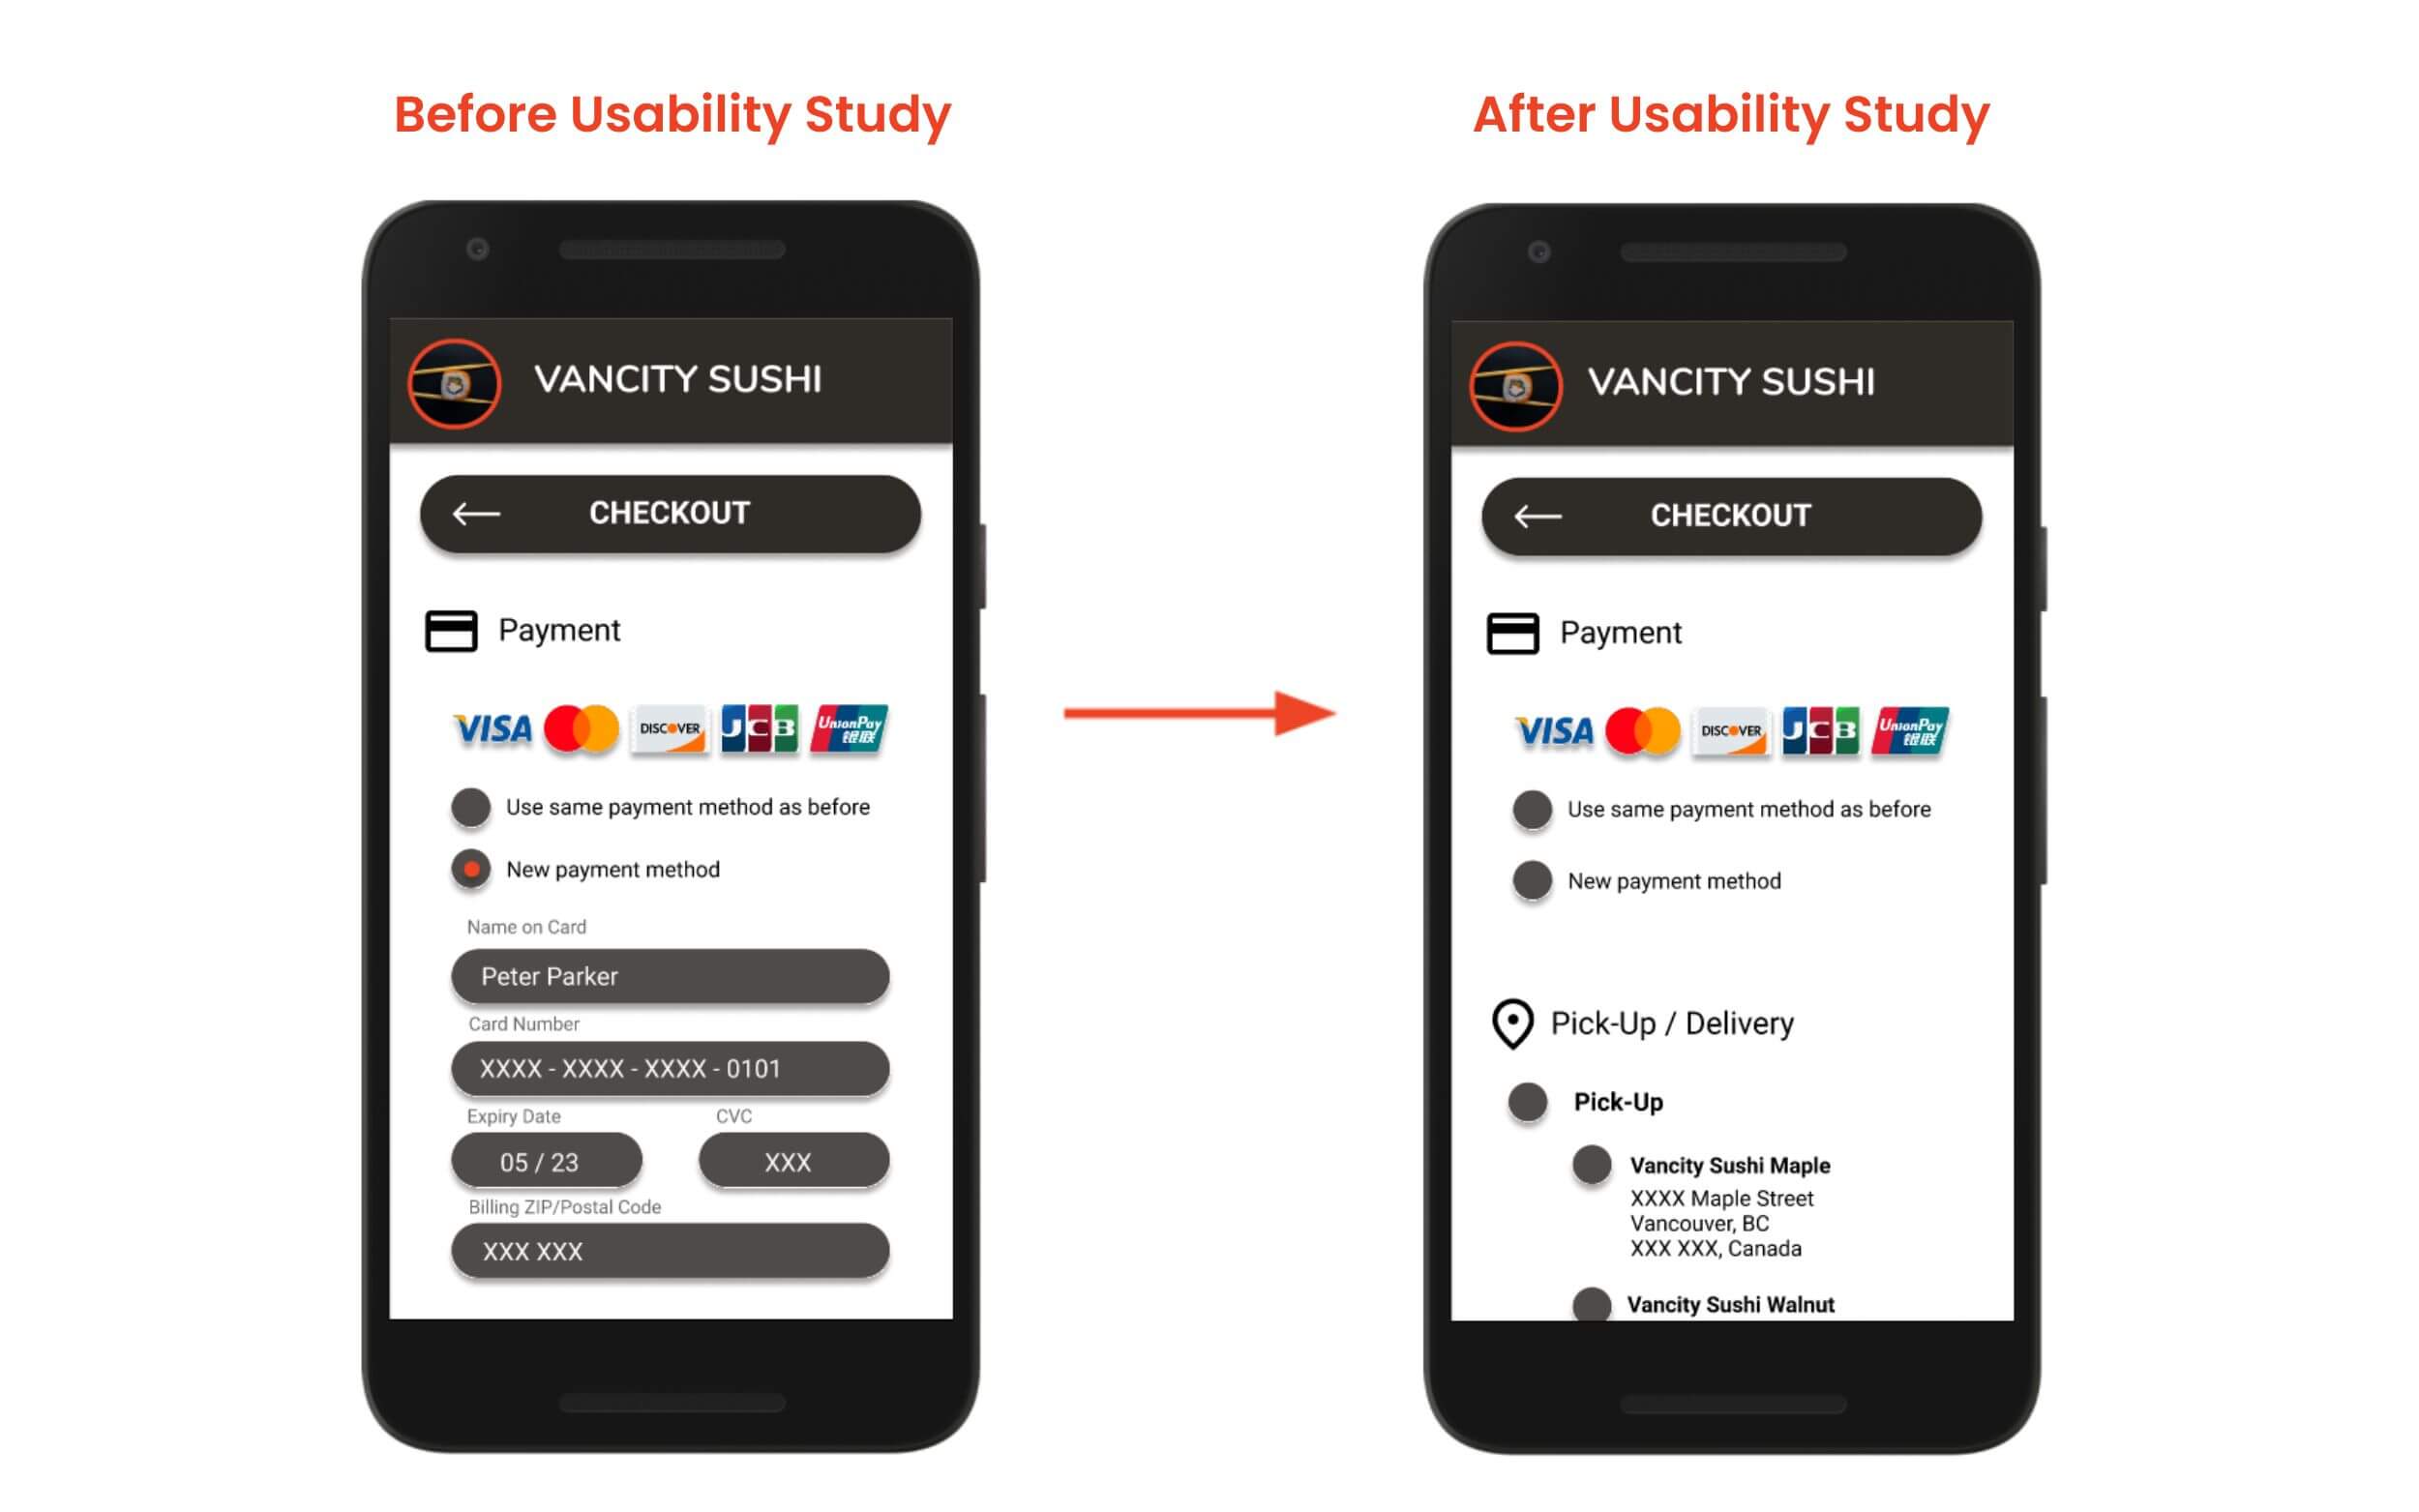 Before Usability Study
VANCITY SUSHI
CHECKOUT
Payment
VISA DISCOVER JCB UnionPay
银联
Use same payment method as before
New payment method
Name on Card
Peter Parker
Card Number
XXXX - XXXX - XXXX - 0101
Expiry Date CVC
05 / 23 XXX
Billing ZIP/Postal Code
XXX XXX
After Usability Study
VANCITY SUSHI
CHECKOUT
Payment
VISA DISCOVER JCB UnionPay
银联
Use same payment method as before
New payment method
Pick-Up / Delivery
Pick-Up
Vancity Sushi Maple
XXXX Maple Street
Vancouver, BC
XXX XXX, Canada
Vancity Sushi Walnut